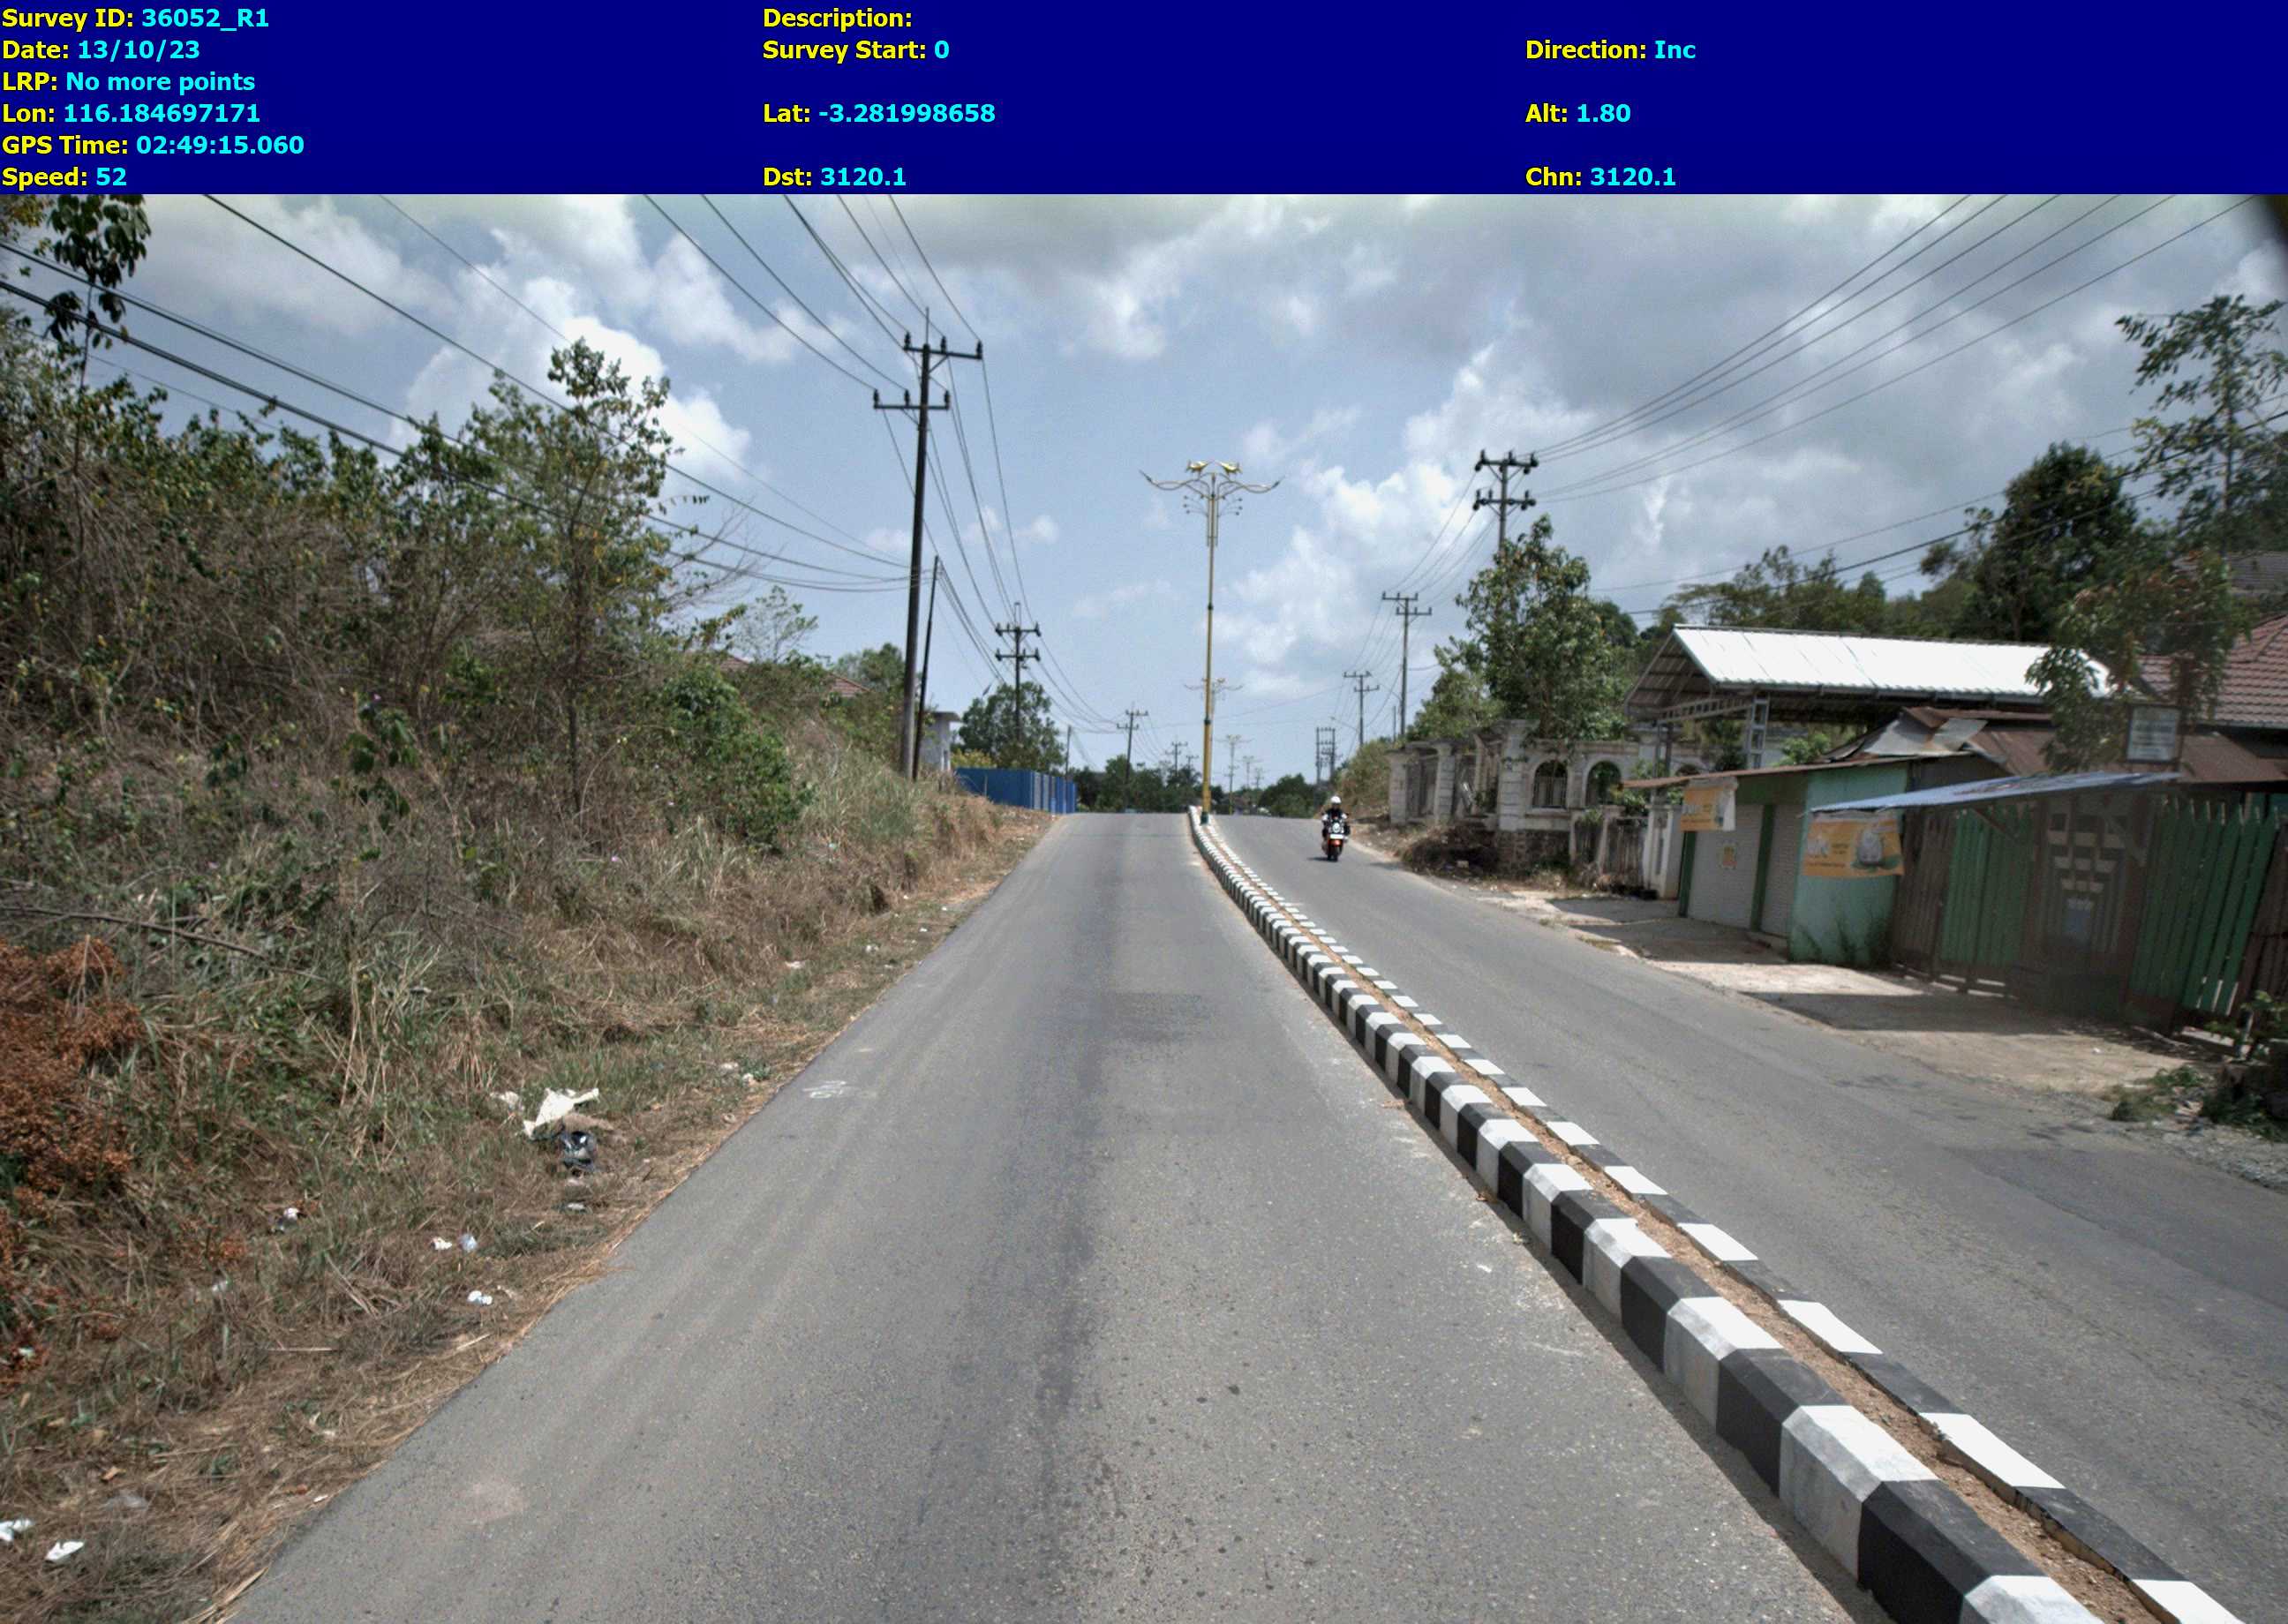 Survey ID: 36052_R1
Description:
Date: 13/10/23
Survey Start: 0
Direction: Inc
LRP: No more points
Lon: 116.184697171
Lat: -3.281998658
Alt: 1.80
GPS Time: 02:49:15.060
Speed: 52
Dst: 3120.1
Chn: 3120.1